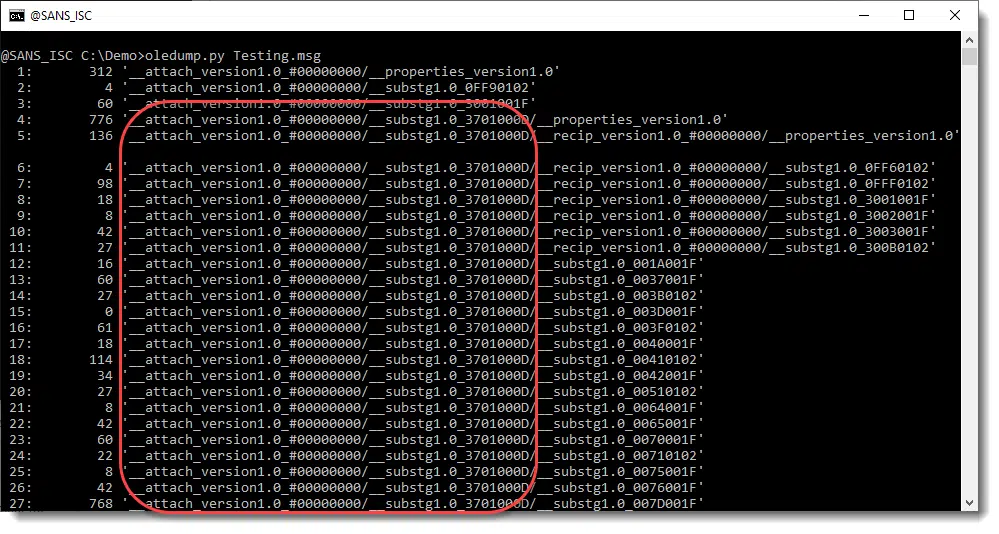 @SANS_ISC
@SANS_ISC C:\Demo>oledump.py Testing.msg
1: 312 '__attach_version1.0_#00000000/__properties_version1.0'
2: 4 '__attach_version1.0_#00000000/__substg1.0_0FF90102'
3: 60 '__attach_version1.0_#00000000/__substg1.0_3001001F'
4: 776 '__attach_version1.0_#00000000/__substg1.0_3701000D/__properties_version1.0'
5: 136 '__attach_version1.0_#00000000/__substg1.0_3701000D/__recip_version1.0_#00000000/__properties_version1.0'
6: 4 '__attach_version1.0_#00000000/__substg1.0_3701000D/__recip_version1.0_#00000000/__substg1.0_0FF60102'
7: 98 '__attach_version1.0_#00000000/__substg1.0_3701000D/__recip_version1.0_#00000000/__substg1.0_0FFF0102'
8: 18 '__attach_version1.0_#00000000/__substg1.0_3701000D/__recip_version1.0_#00000000/__substg1.0_3001001F'
9: 8 '__attach_version1.0_#00000000/__substg1.0_3701000D/__recip_version1.0_#00000000/__substg1.0_3002001F'
10: 42 '__attach_version1.0_#00000000/__substg1.0_3701000D/__recip_version1.0_#00000000/__substg1.0_3003001F'
11: 27 '__attach_version1.0_#00000000/__substg1.0_3701000D/__recip_version1.0_#00000000/__substg1.0_300B0102'
12: 16 '__attach_version1.0_#00000000/__substg1.0_3701000D/__substg1.0_001A001F'
13: 60 '__attach_version1.0_#00000000/__substg1.0_3701000D/__substg1.0_0037001F'
14: 27 '__attach_version1.0_#00000000/__substg1.0_3701000D/__substg1.0_003B0102'
15: 0 '__attach_version1.0_#00000000/__substg1.0_3701000D/__substg1.0_003D001F'
16: 61 '__attach_version1.0_#00000000/__substg1.0_3701000D/__substg1.0_003F0102'
17: 18 '__attach_version1.0_#00000000/__substg1.0_3701000D/__substg1.0_0040001F'
18: 114 '__attach_version1.0_#00000000/__substg1.0_3701000D/__substg1.0_00410102'
19: 34 '__attach_version1.0_#00000000/__substg1.0_3701000D/__substg1.0_0042001F'
20: 27 '__attach_version1.0_#00000000/__substg1.0_3701000D/__substg1.0_00510102'
21: 8 '__attach_version1.0_#00000000/__substg1.0_3701000D/__substg1.0_0064001F'
22: 42 '__attach_version1.0_#00000000/__substg1.0_3701000D/__substg1.0_0065001F'
23: 60 '__attach_version1.0_#00000000/__substg1.0_3701000D/__substg1.0_0070001F'
24: 22 '__attach_version1.0_#00000000/__substg1.0_3701000D/__substg1.0_00710102'
25: 8 '__attach_version1.0_#00000000/__substg1.0_3701000D/__substg1.0_0075001F'
26: 42 '__attach_version1.0_#00000000/__substg1.0_3701000D/__substg1.0_0076001F'
27: 768 '__attach_version1.0_#00000000/__substg1.0_3701000D/__substg1.0_007D001F'